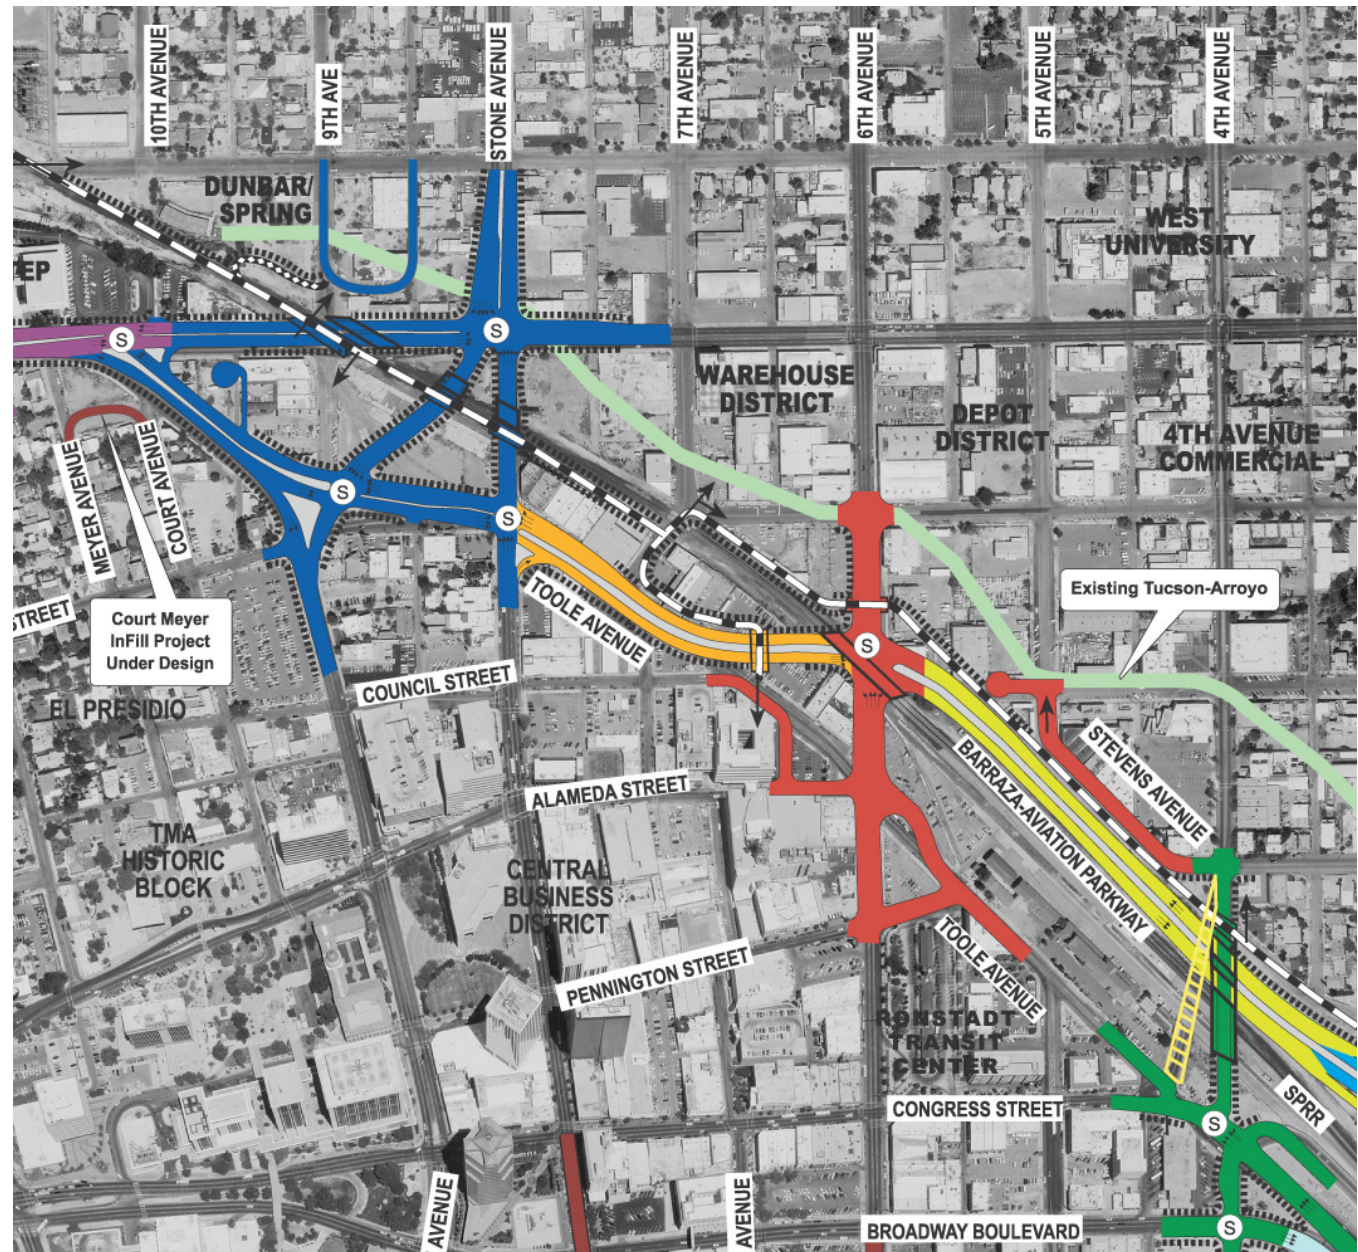 10TH AVENUE
9TH AVE
STONE AVENUE
7TH AVENUE
6TH AVENUE
5TH AVENUE
4TH AVENUE
DUNBAR/
SPRING
WEST
UNIVERSITY
TEP
S
S
WAREHOUSE
DISTRICT
DEPOT
DISTRICT
4TH AVENUE
COMMERCIAL
MEYER AVENUE
COURT AVENUE
S
S
STREET
Court Meyer
InFill Project
Under Design
TOOLE AVENUE
Existing Tucson-Arroyo
S
COUNCIL STREET
EL PRESIDIO
STEVENS AVENUE
BARRAZA-AVIATION PARKWAY
ALAMEDA STREET
TMA
HISTORIC
BLOCK
CENTRAL
BUSINESS
DISTRICT
TOOLE AVENUE
PENNINGTON STREET
RONSTADT
TRANSIT
CENTER
CONGRESS STREET
SPRR
S
AVENUE
AVENUE
BROADWAY BOULEVARD
S